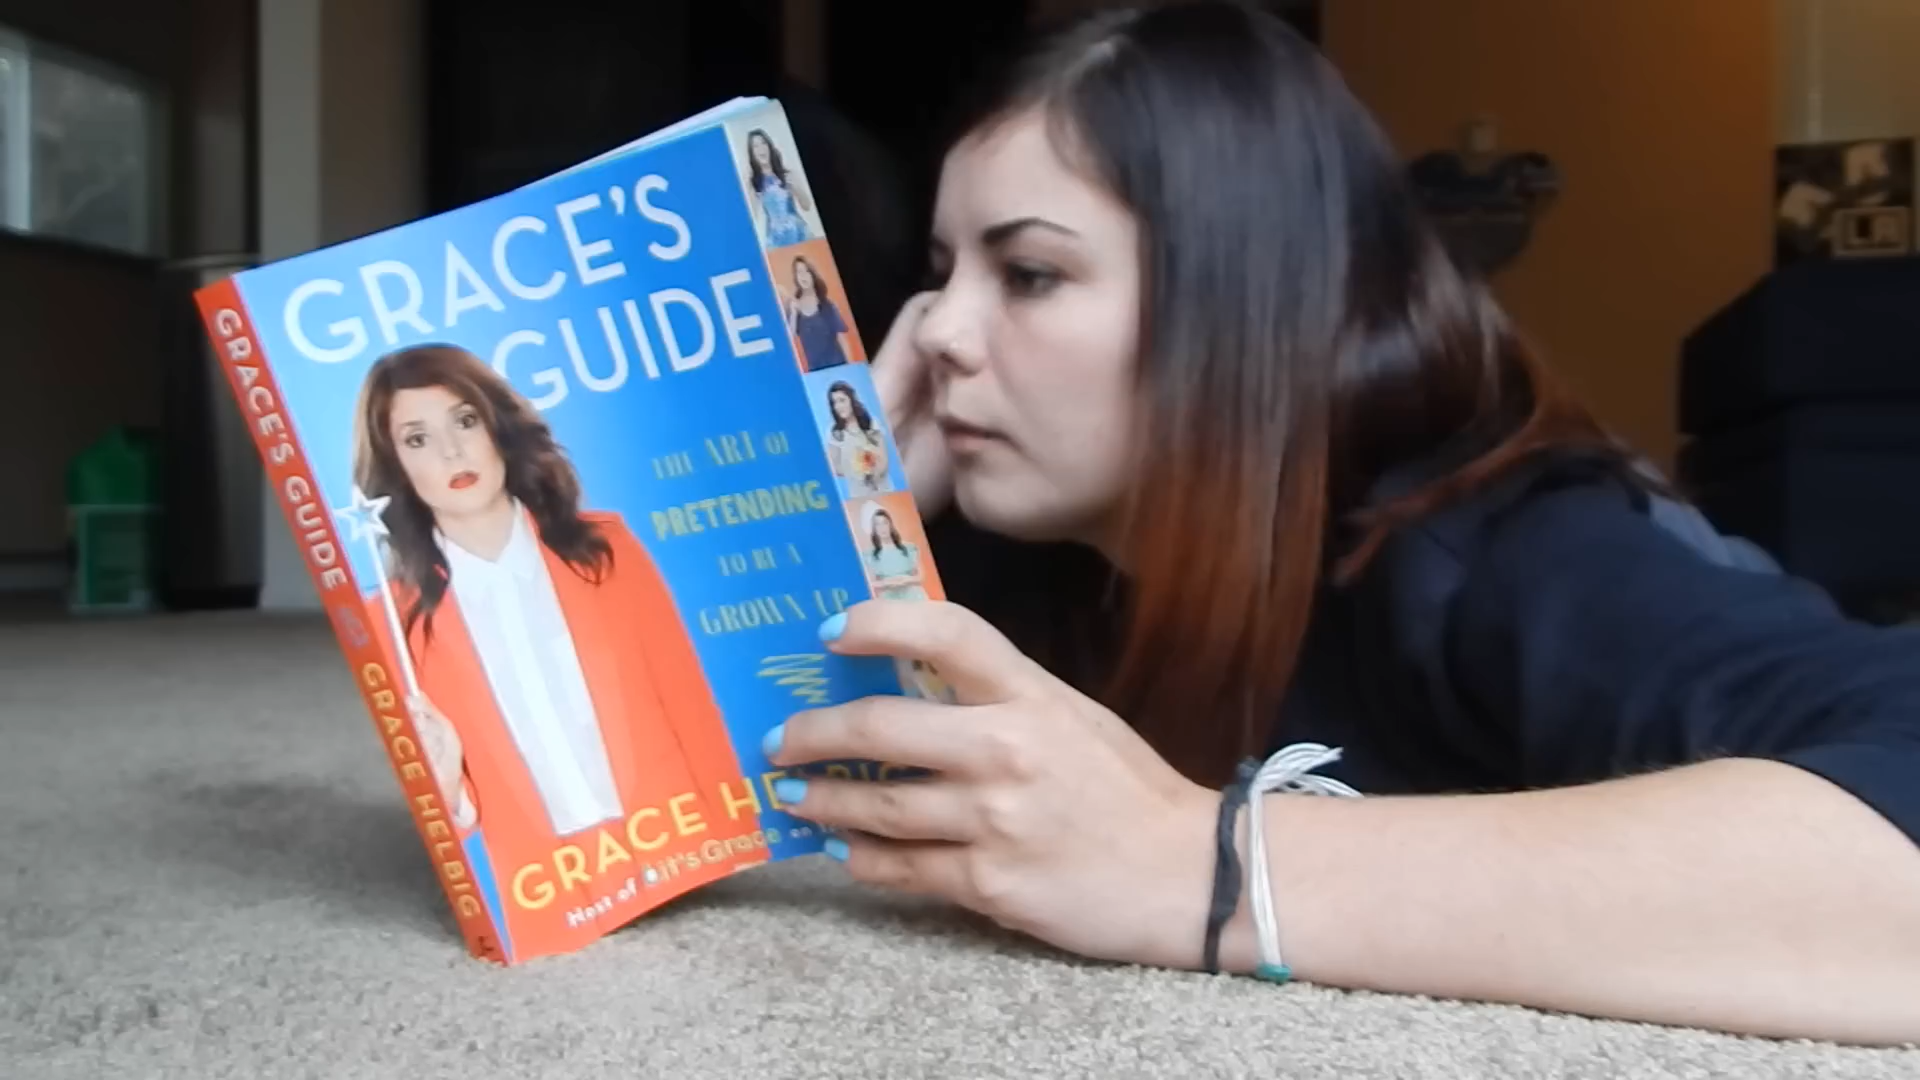 GRACE'S
GUIDE
THE ART OF
PRETENDING
TO BE A
GROWN UP
GRACE HELBIG
Host of it's Grace on
GRACE'S GUIDE GRACE HELBIG